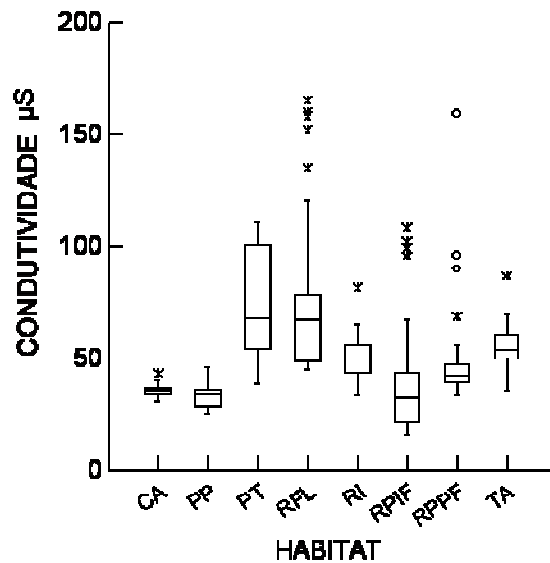 200
150
100
50
0
CONDUTIVIDADE µS
CA PP PT RPL RI RPIF RPPF TA
HABITAT